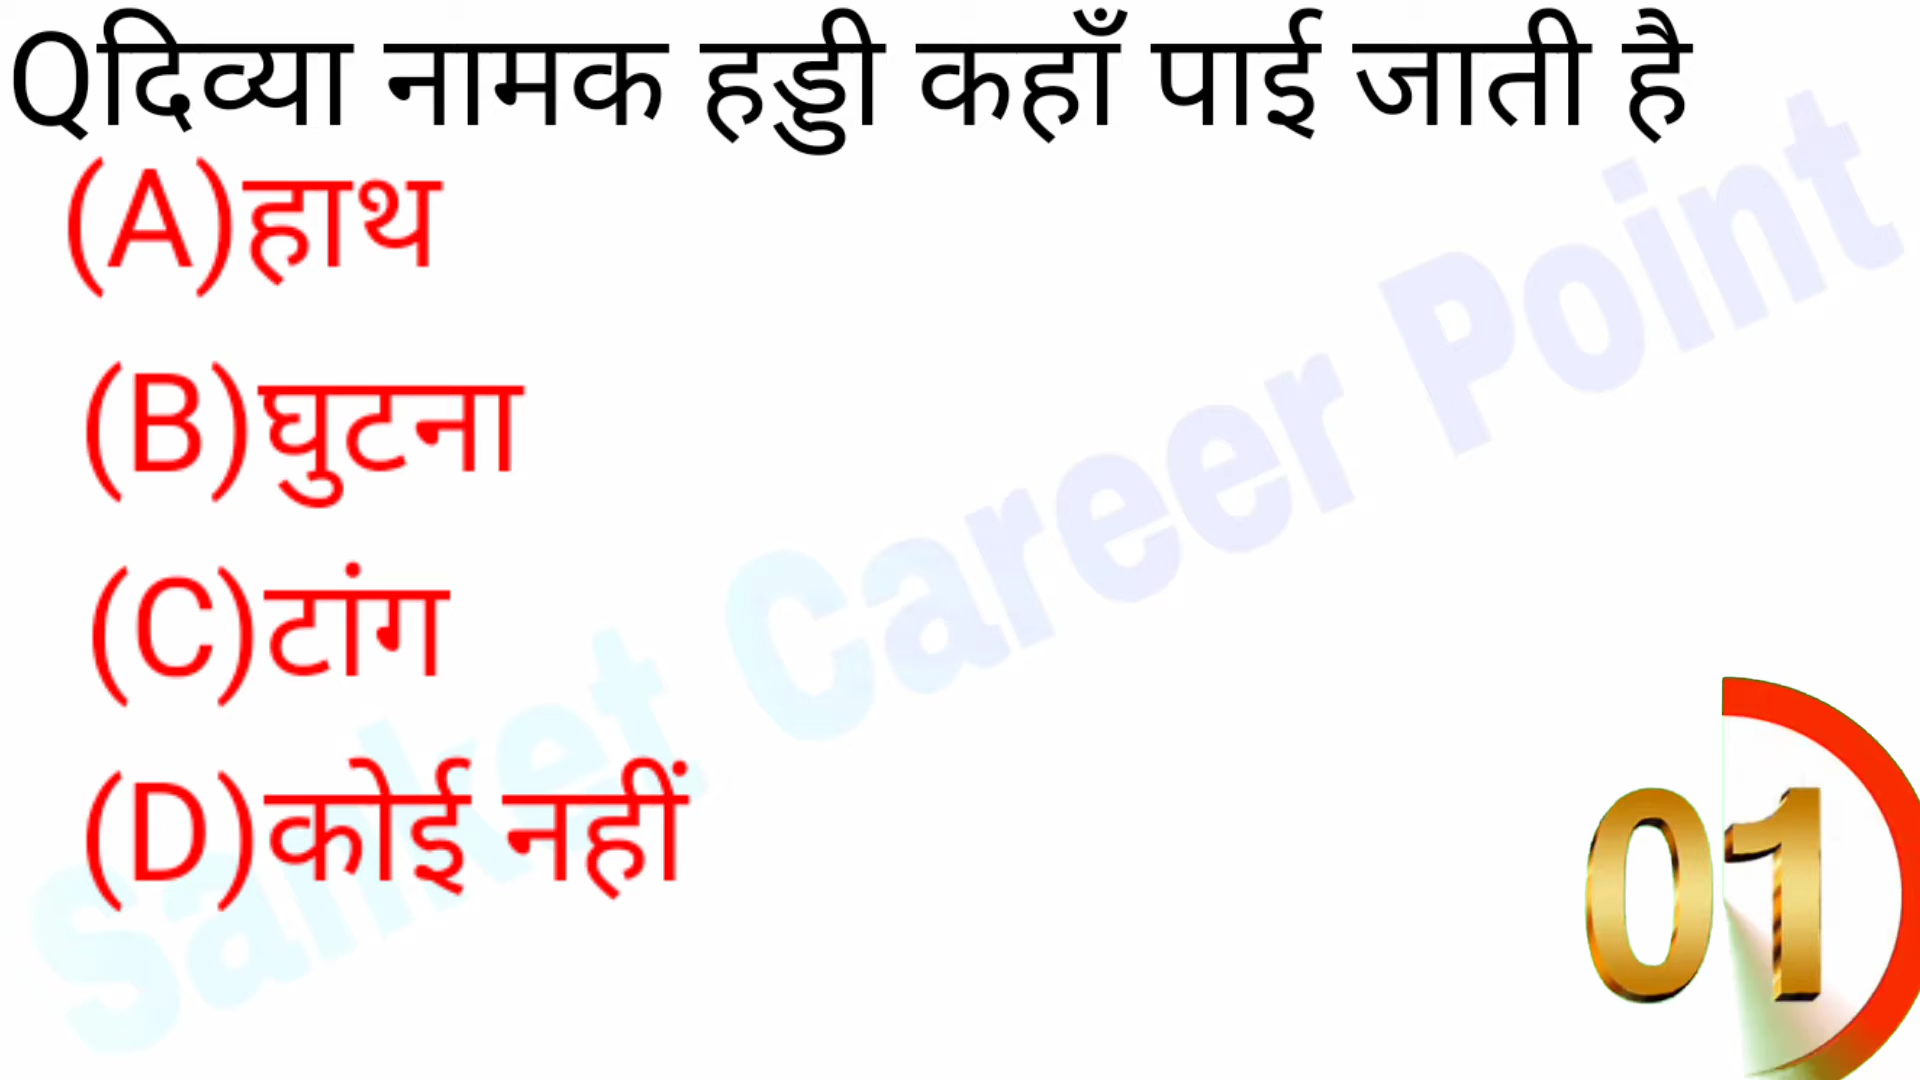 Qदिव्या नामक हड्डी कहाँ पाई जाती है
(A)हाथ
(B)घुटना
(C)टांग
(D)कोई नहीं
Sanket Career Point
01